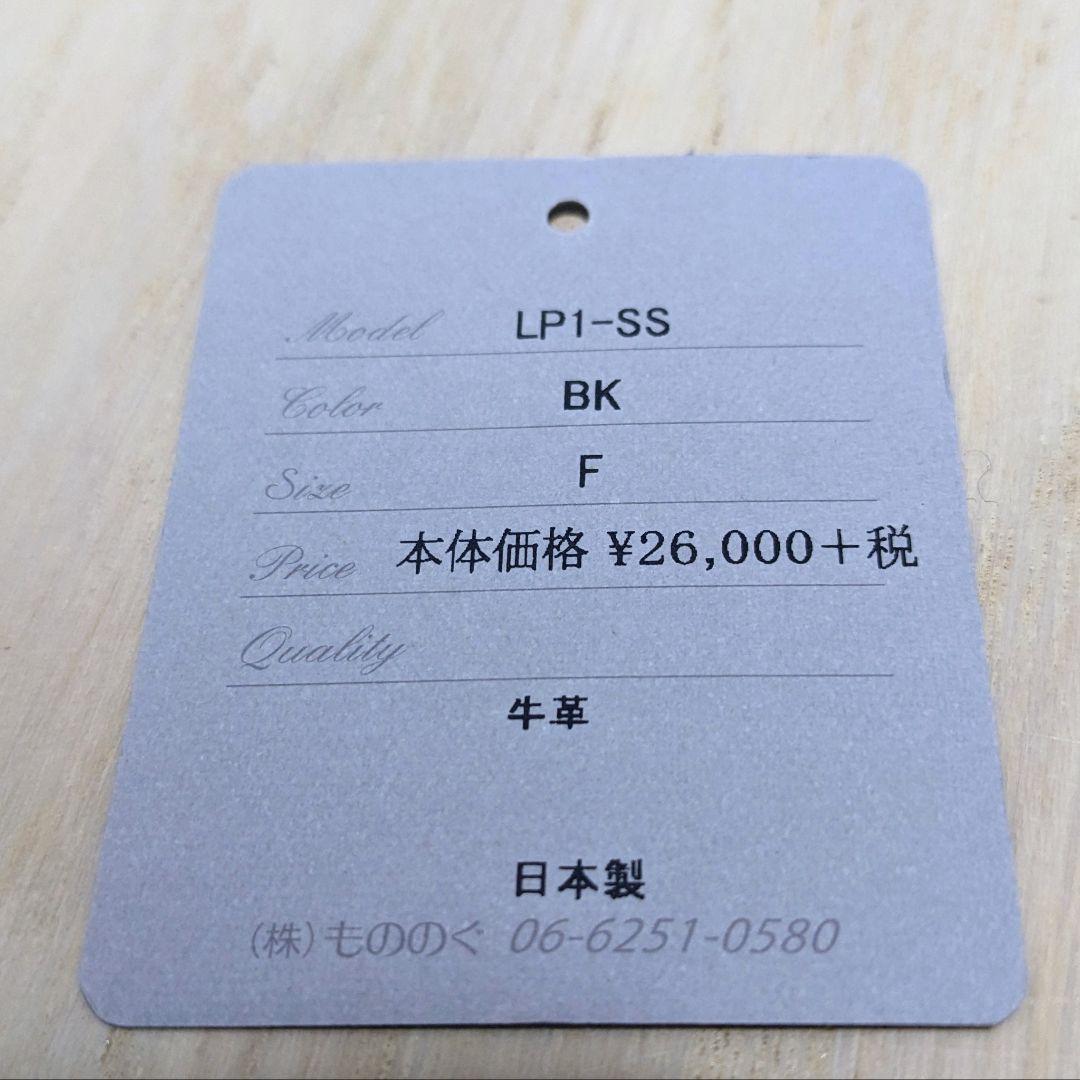 Model LP1-SS
Color BK
Size F
Price 本体価格 ¥26,000+税
Quality
牛革
日本製
(株)もののぐ 06-6251-0580